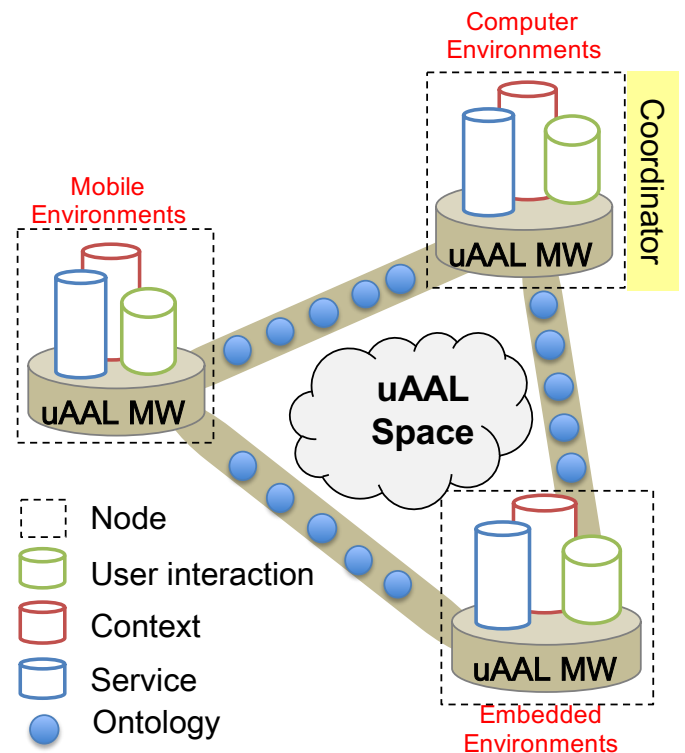 Computer
Environments
Coordinator
uAAL MW
Mobile
Environments
uAAL MW
uAAL
Space
Node
User interaction
Context
Service
Ontology
uAAL MW
Embedded
Environments